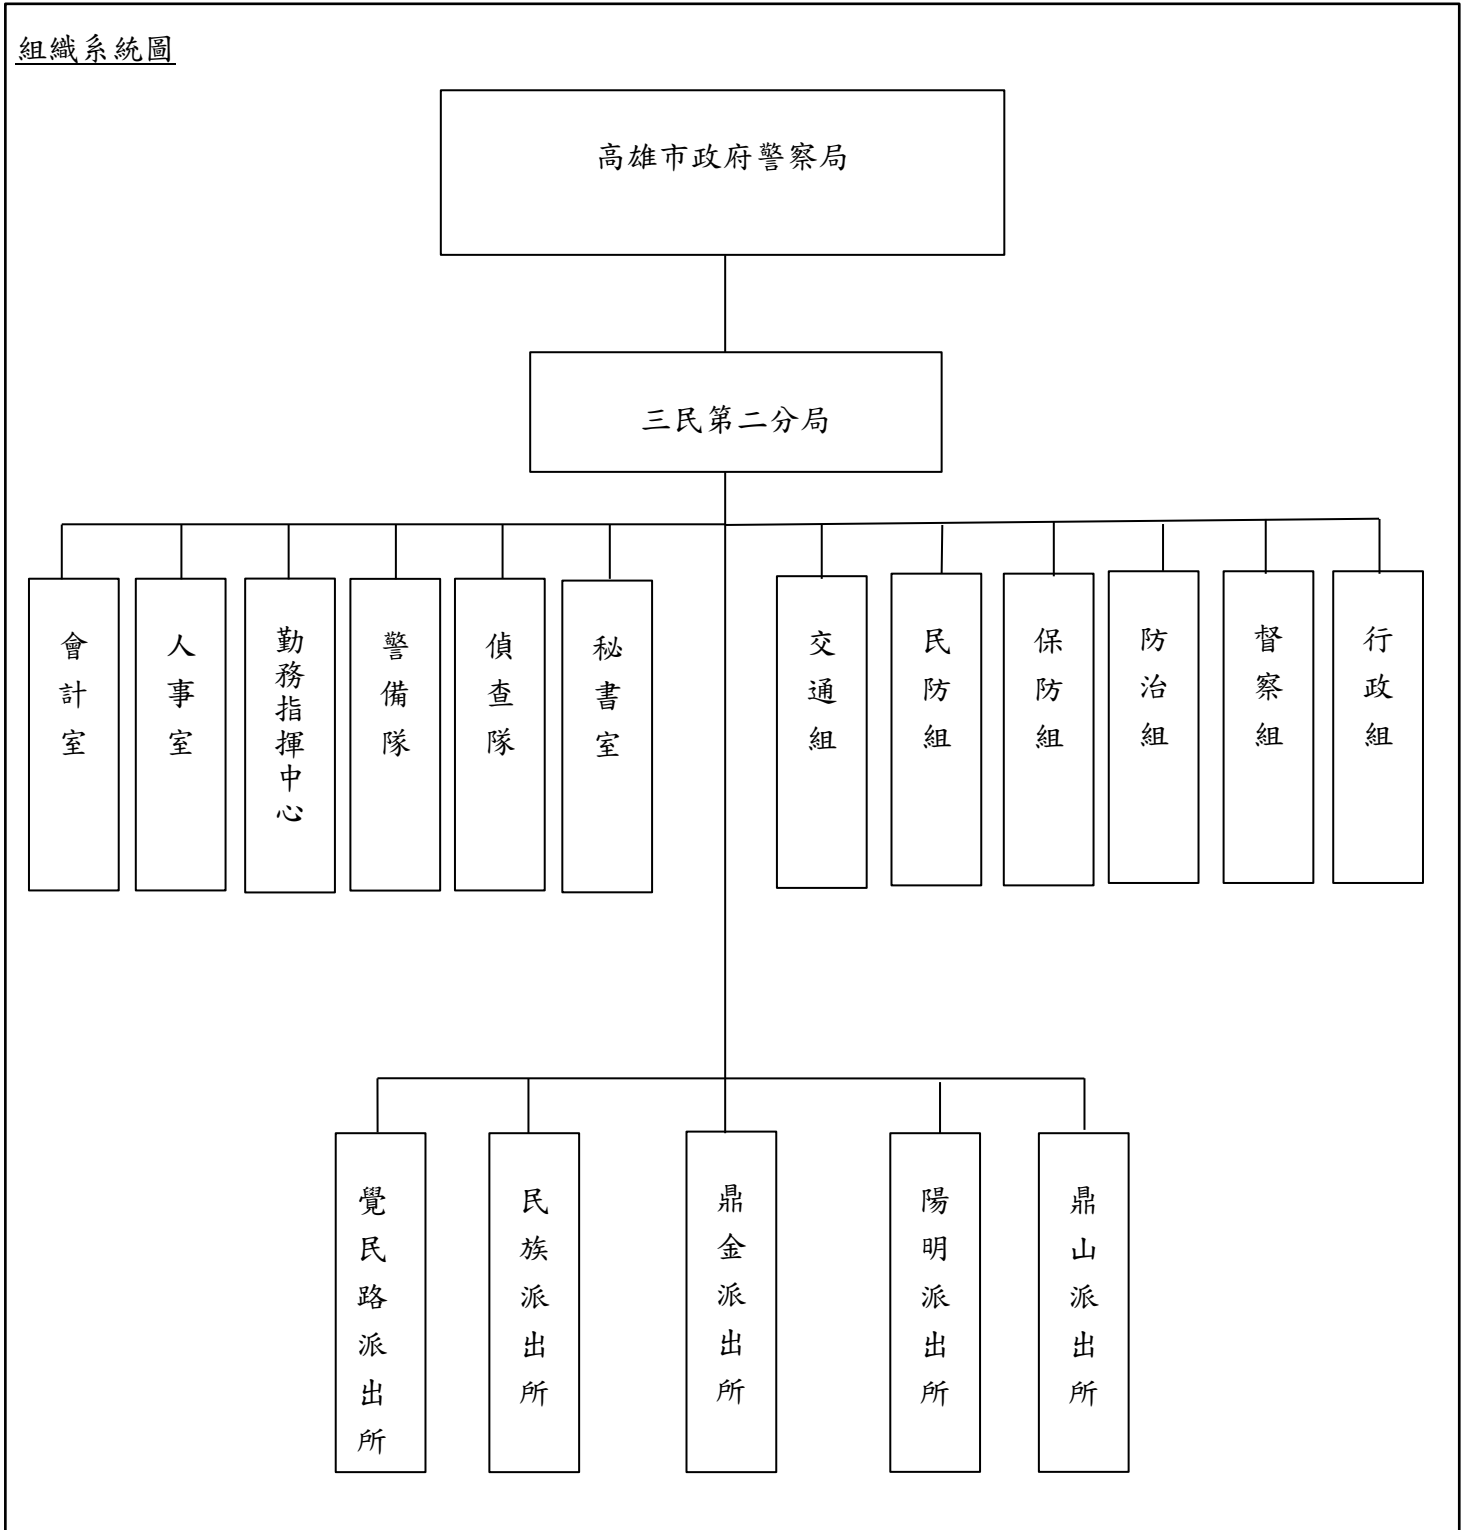 組織系統圖
高雄市政府警察局
三民第二分局
會計室
人事室
勤務指揮中心
警備隊
偵查隊
秘書室
交通組
民防組
保防組
防治組
督察組
行政組
覺民路派出所
民族派出所
鼎金派出所
陽明派出所
鼎山派出所